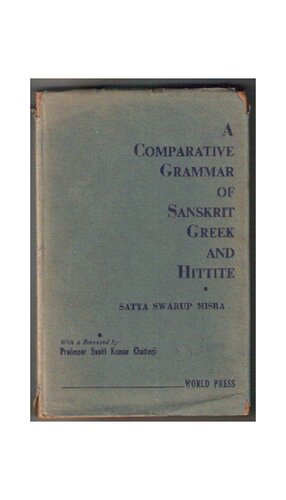 A
COMPARATIVE
GRAMMAR
OF
SANSKRIT
GREEK
AND
HITTITE
•
SATYA SWARUP MISRA
•
With a Foreword by
Professor Suniti Kumar Chatterji
WORLD PRESS